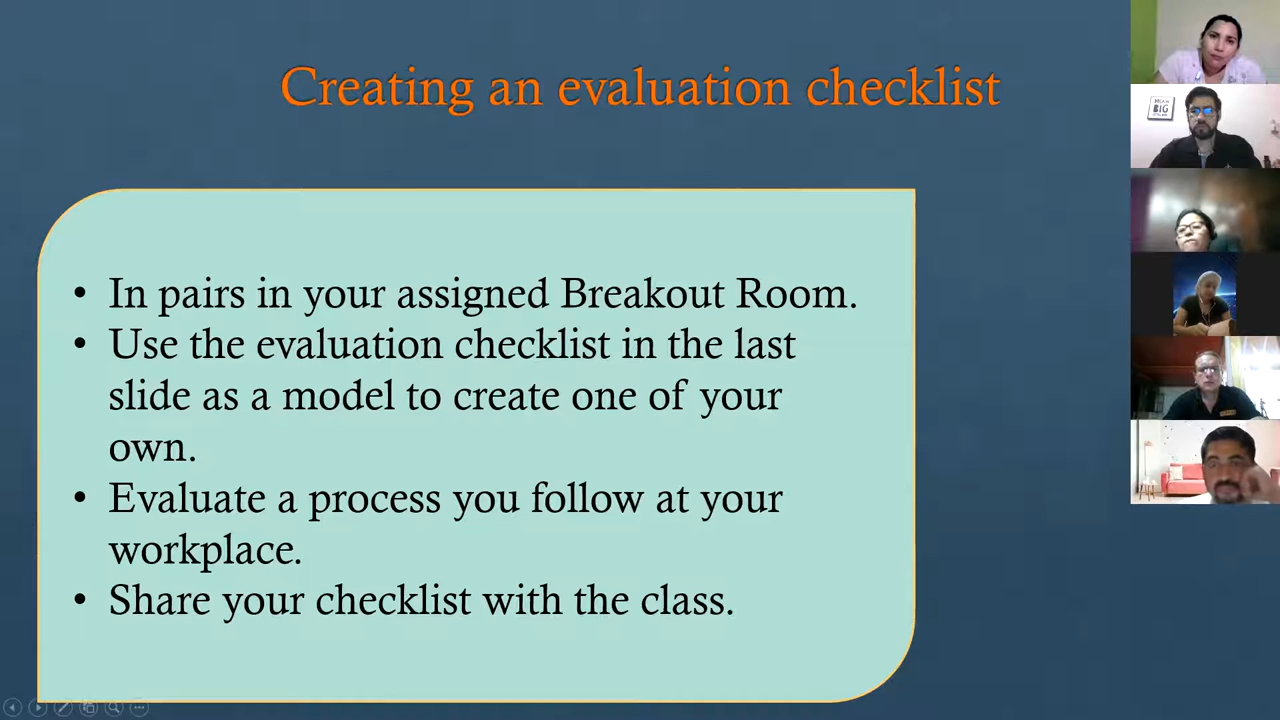 Creating an evaluation checklist
• In pairs in your assigned Breakout Room.
• Use the evaluation checklist in the last
slide as a model to create one of your
own.
• Evaluate a process you follow at your
workplace.
• Share your checklist with the class.
BIG